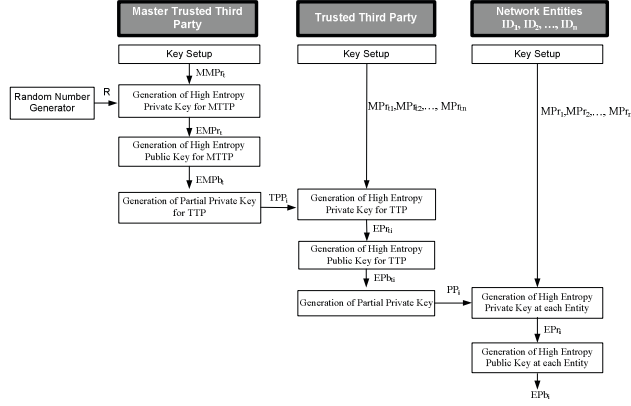 Master Trusted Third
Party
Trusted Third Party
Network Entities
ID1, ID2, ..., IDn
Key Setup
Key Setup
Key Setup
MMPrt
Random Number
Generator
R
Generation of High Entropy
Private Key for MTTP
MPrt1,MPrt2,..., MPrtn
MPr1,MPr2,..., MPrn
EMPrt
Generation of High Entropy
Public Key for MTTP
EMPbt
Generation of Partial Private Key
for TTP
TPPi
Generation of High Entropy
Private Key for TTP
EPrti
Generation of High Entropy
Public Key for TTP
EPbti
Generation of Partial Private Key
PPi
Generation of High Entropy
Private Key at each Entity
EPri
Generation of High Entropy
Public Key at each Entity
EPbi